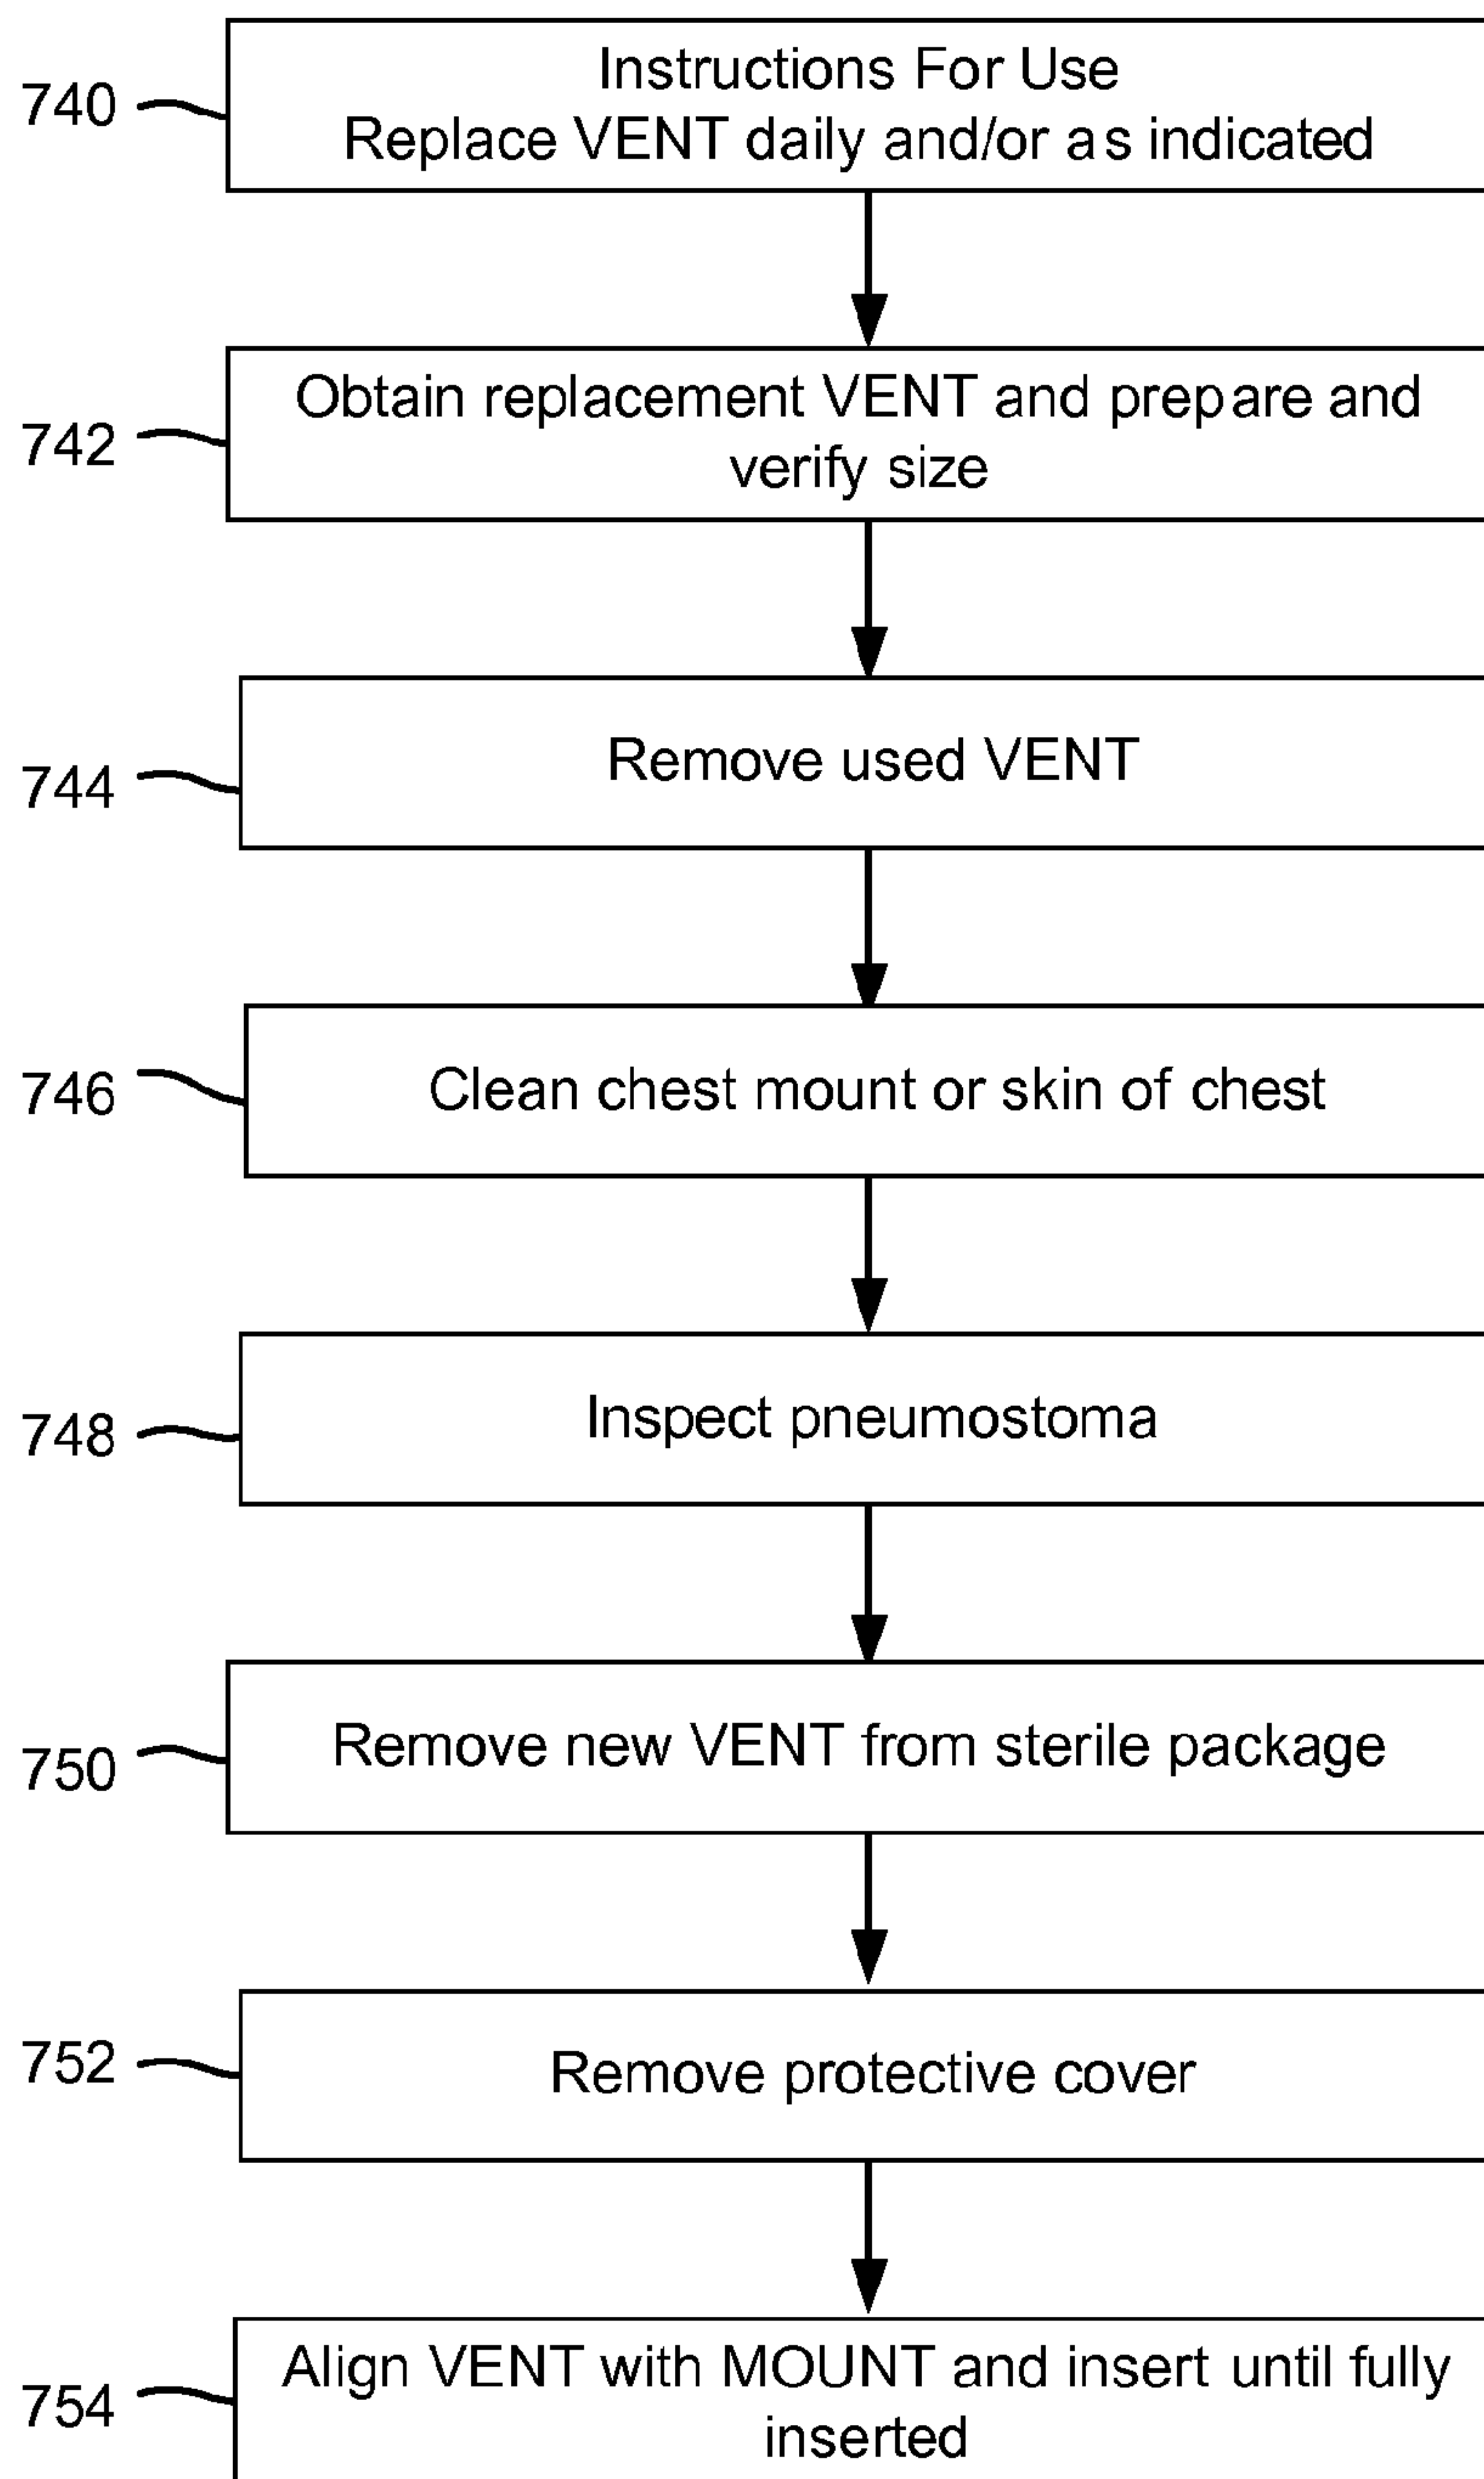 740
Instructions For Use
Replace VENT daily and/or as indicated
742
Obtain replacement VENT and prepare and
verify size
744
Remove used VENT
746
Clean chest mount or skin of chest
748
Inspect pneumostoma
750
Remove new VENT from sterile package
752
Remove protective cover
754
Align VENT with MOUNT and insert until fully
inserted